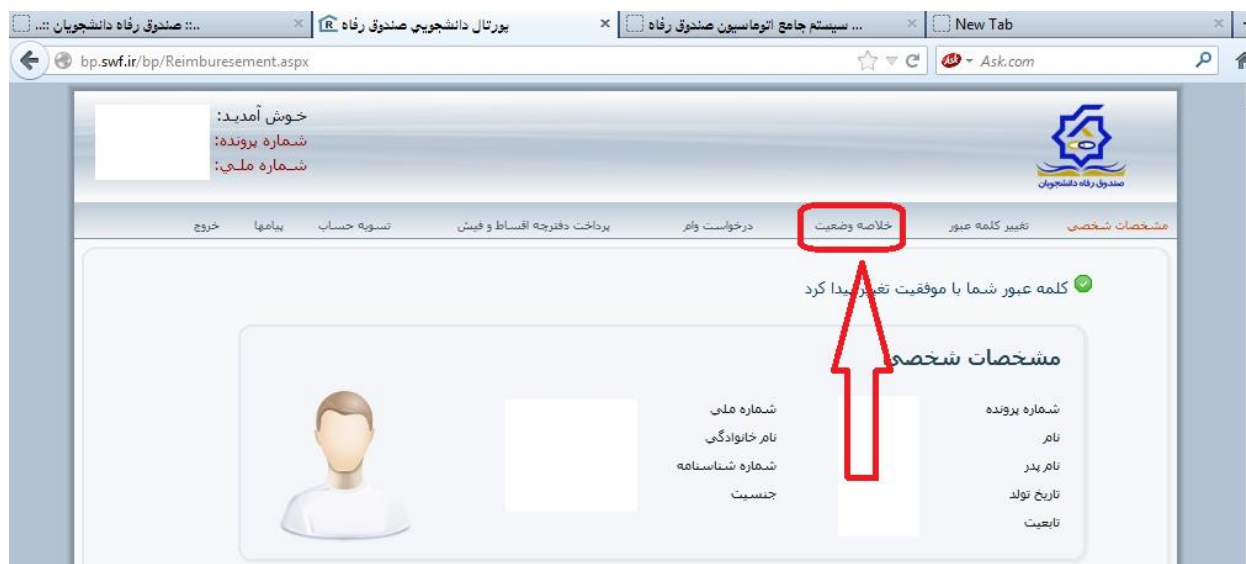 صندوق رفاه دانشجویان ::..
پورتال دانشجویي صندوق رفاه
سیستم جامع اتوماسیون صندوق رفاه ...
New Tab
bp.swf.ir/bp/Reimburesement.aspx
Ask.com
خوش آمدید:
شماره پرونده:
شماره ملي:
صندوق رفاه دانشجویان
مشخصات شخصی
تغییر کلمه عبور
خلاصه وضعیت
درخواست وام
پرداخت دفترچه اقساط و فیش
تسویه حساب
پیامها
خروج
کلمه عبور شما با موفقیت تغییر پیدا کرد
مشخصات شخصی
شماره پرونده
شماره ملی
نام
نام خانوادگی
نام پدر
شماره شناسنامه
تاریخ تولد
جنسیت
تابعیت